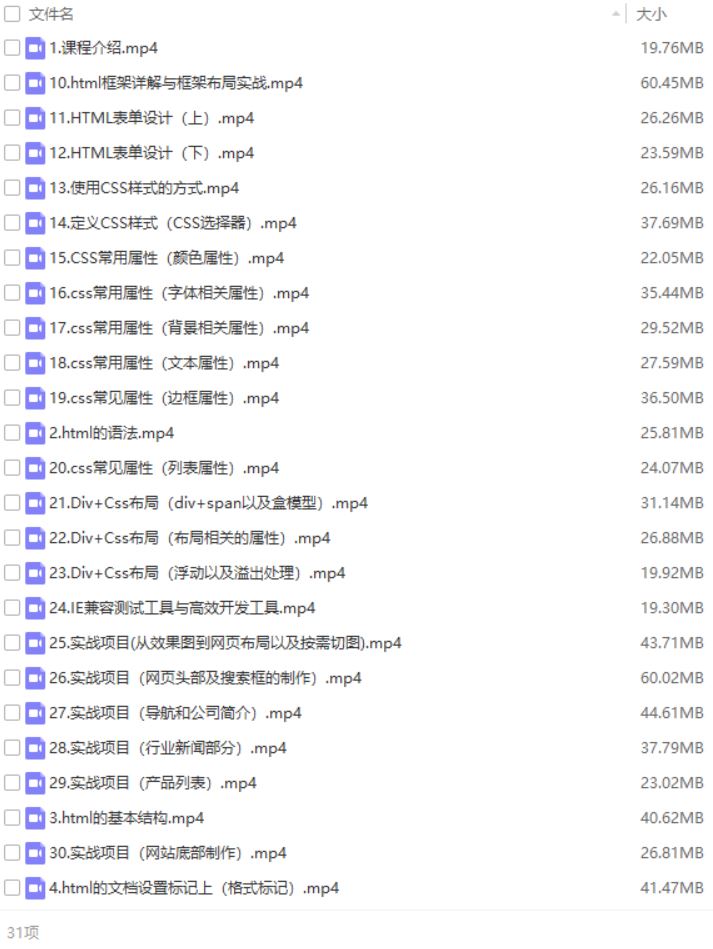 文件名 大小
1.课程介绍.mp4 19.76MB
10.html框架详解与框架布局实战.mp4 60.45MB
11.HTML表单设计（上）.mp4 26.26MB
12.HTML表单设计（下）.mp4 23.59MB
13.使用CSS样式的方式.mp4 26.16MB
14.定义CSS样式（CSS选择器）.mp4 37.69MB
15.CSS常用属性（颜色属性）.mp4 22.05MB
16.css常用属性（字体相关属性）.mp4 35.44MB
17.css常用属性（背景相关属性）.mp4 29.52MB
18.css常用属性（文本属性）.mp4 27.59MB
19.css常见属性（边框属性）.mp4 36.50MB
2.html的语法.mp4 25.81MB
20.css常见属性（列表属性）.mp4 24.07MB
21.Div+Css布局（div+span以及盒模型）.mp4 31.14MB
22.Div+Css布局（布局相关的属性）.mp4 26.88MB
23.Div+Css布局（浮动以及溢出处理）.mp4 19.92MB
24.IE兼容测试工具与高效开发工具.mp4 19.30MB
25.实战项目(从效果图到网页布局以及按需切图).mp4 43.71MB
26.实战项目（网页头部及搜索框的制作）.mp4 60.02MB
27.实战项目（导航和公司简介）.mp4 44.61MB
28.实战项目（行业新闻部分）.mp4 37.79MB
29.实战项目（产品列表）.mp4 23.02MB
3.html的基本结构.mp4 40.62MB
30.实战项目（网站底部制作）.mp4 26.81MB
4.html的文档设置标记上（格式标记）.mp4 41.47MB
31项